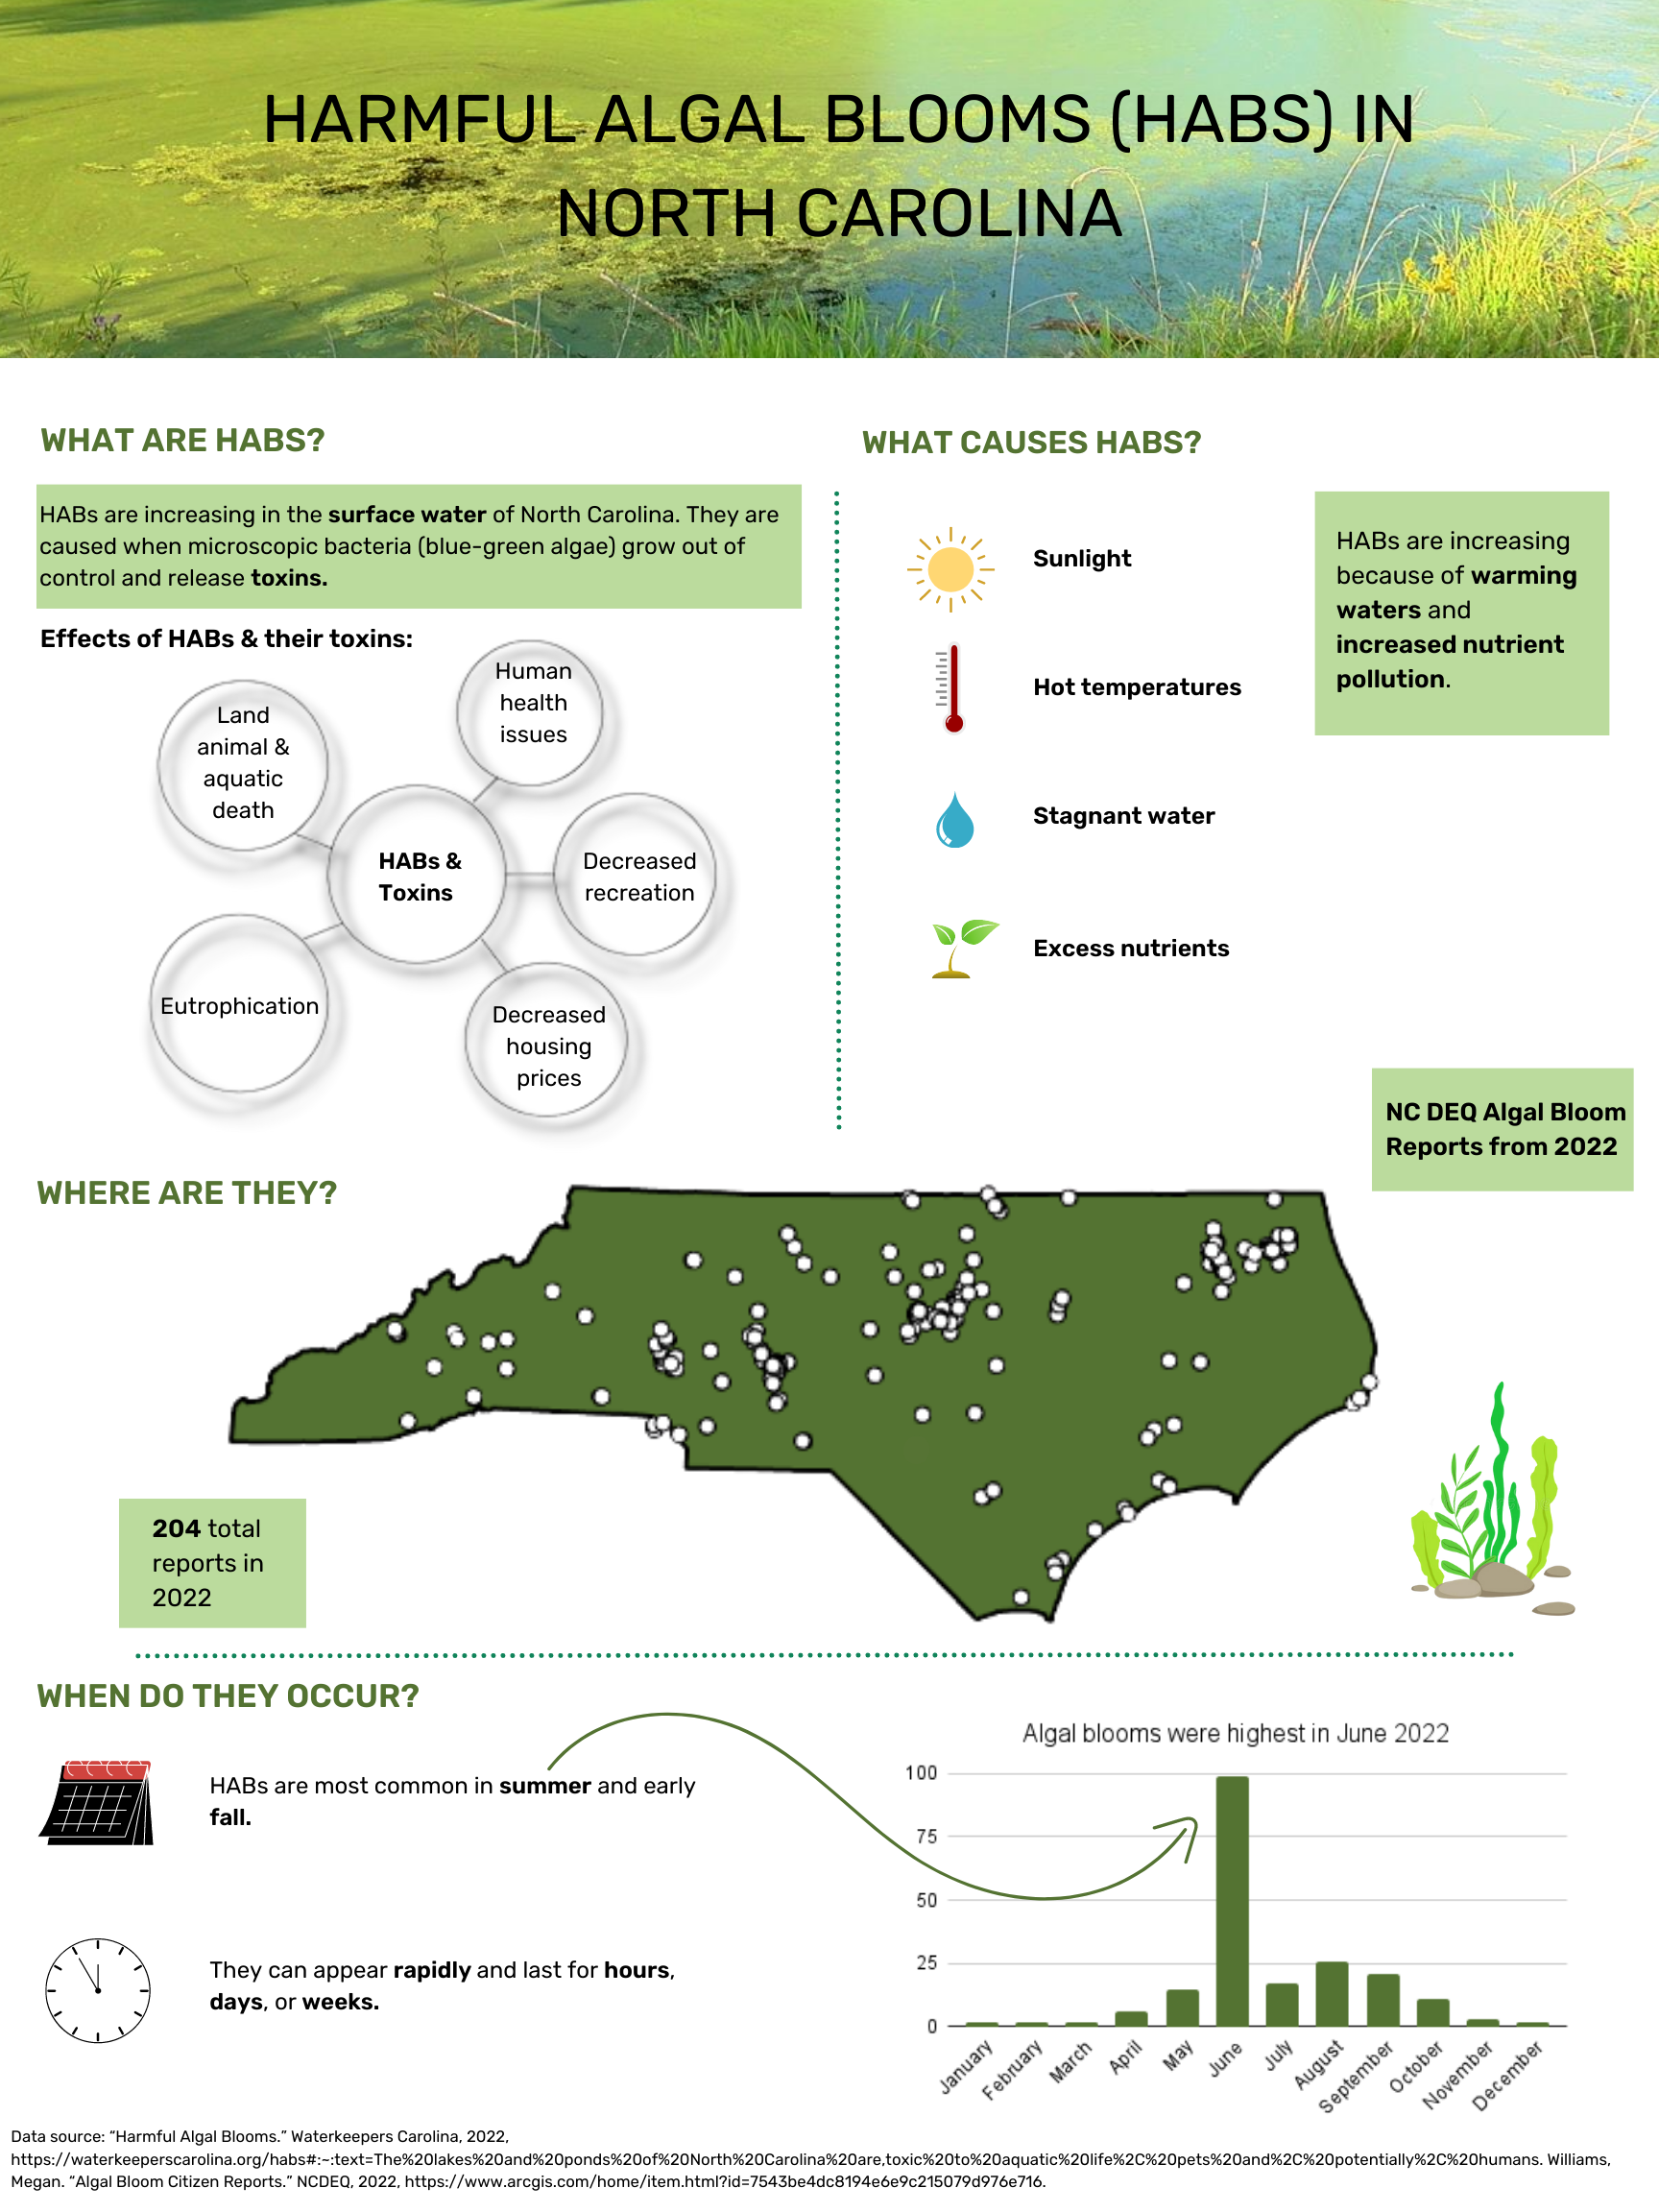 HARMFUL ALGAL BLOOMS (HABS) IN
NORTH CAROLINA
WHAT ARE HABS?
HABs are increasing in the surface water of North Carolina. They are
caused when microscopic bacteria (blue-green algae) grow out of
control and release toxins.
Effects of HABs & their toxins:
Human
health
issues
Land
animal &
aquatic
death
HABs &
Toxins
Decreased
recreation
Eutrophication
Decreased
housing
prices
WHAT CAUSES HABS?
Sunlight
Hot temperatures
Stagnant water
Excess nutrients
HABs are increasing
because of warming
waters and
increased nutrient
pollution.
NC DEQ Algal Bloom
Reports from 2022
WHERE ARE THEY?
204 total
reports in
2022
WHEN DO THEY OCCUR?
HABs are most common in summer and early
fall.
They can appear rapidly and last for hours,
days, or weeks.
Algal blooms were highest in June 2022
100
75
50
25
0
January
February
March
April
May
June
July
August
September
October
November
December
Data source: “Harmful Algal Blooms.” Waterkeepers Carolina, 2022,
https://waterkeeperscarolina.org/habs#:~:text=The%20lakes%20and%20ponds%20of%20North%20Carolina%20are,toxic%20to%20aquatic%20life%2C%20pets%20and%2C%20potentially%2C%20humans. Williams,
Megan. “Algal Bloom Citizen Reports.” NCDEQ, 2022, https://www.arcgis.com/home/item.html?id=7543be4dc8194e6e9c215079d976e716.